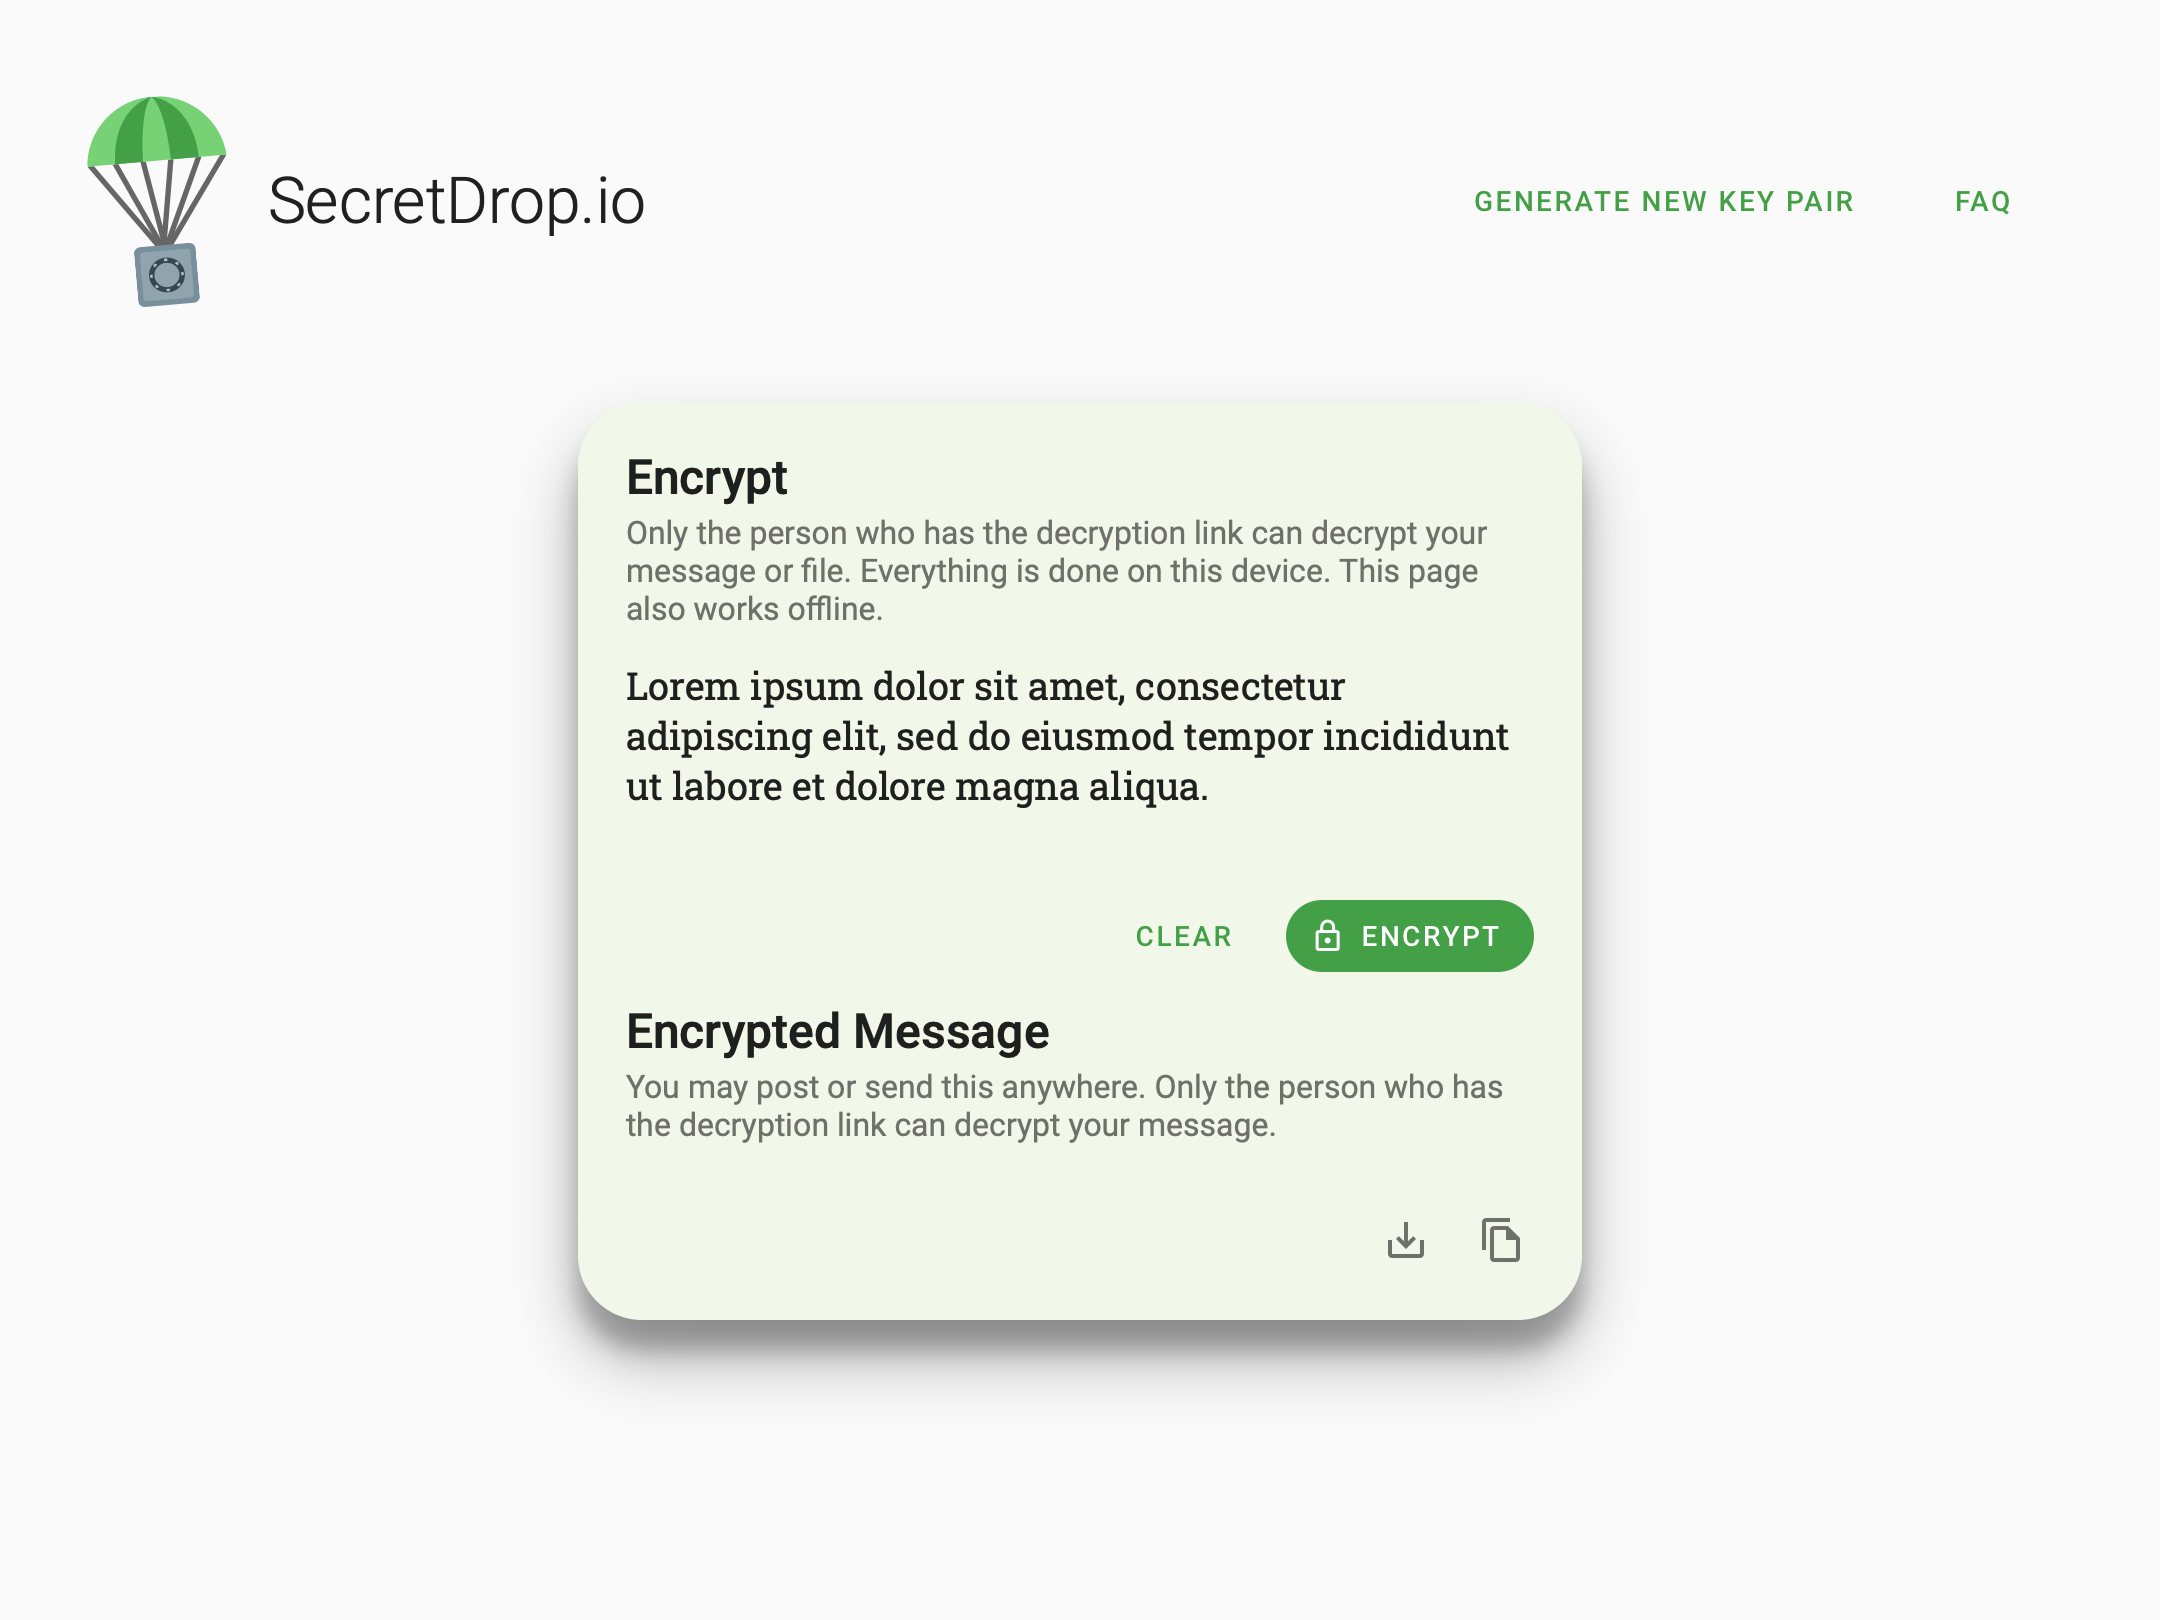 SecretDrop.io
GENERATE NEW KEY PAIR
FAQ
Encrypt
Only the person who has the decryption link can decrypt your
message or file. Everything is done on this device. This page
also works offline.
Lorem ipsum dolor sit amet, consectetur
adipiscing elit, sed do eiusmod tempor incididunt
ut labore et dolore magna aliqua.
CLEAR
ENCRYPT
Encrypted Message
You may post or send this anywhere. Only the person who has
the decryption link can decrypt your message.